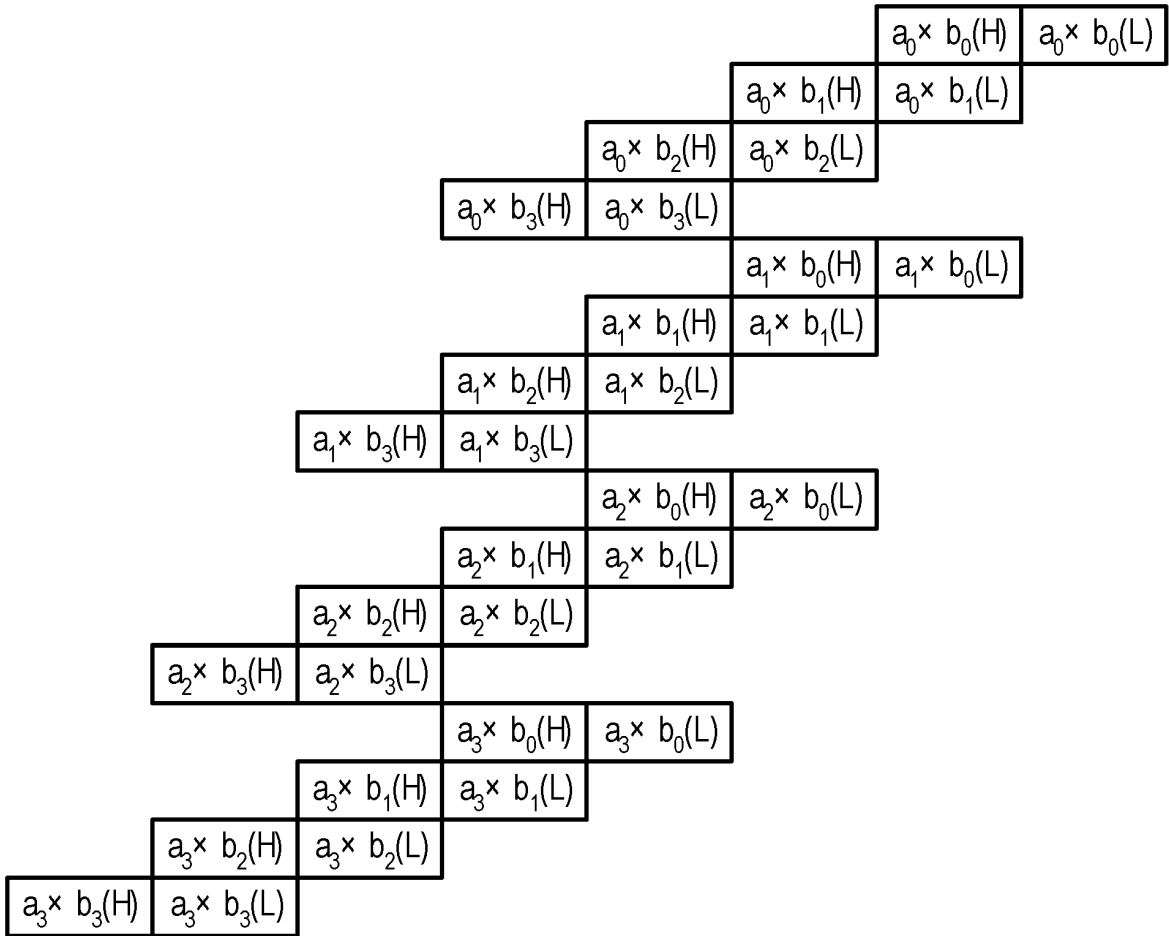 a₀× b₀(H) a₀× b₀(L)
a₀× b₁(H) a₀× b₁(L)
a₀× b₂(H) a₀× b₂(L)
a₀× b₃(H) a₀× b₃(L)
a₁× b₀(H) a₁× b₀(L)
a₁× b₁(H) a₁× b₁(L)
a₁× b₂(H) a₁× b₂(L)
a₁× b₃(H) a₁× b₃(L)
a₂× b₀(H) a₂× b₀(L)
a₂× b₁(H) a₂× b₁(L)
a₂× b₂(H) a₂× b₂(L)
a₂× b₃(H) a₂× b₃(L)
a₃× b₀(H) a₃× b₀(L)
a₃× b₁(H) a₃× b₁(L)
a₃× b₂(H) a₃× b₂(L)
a₃× b₃(H) a₃× b₃(L)